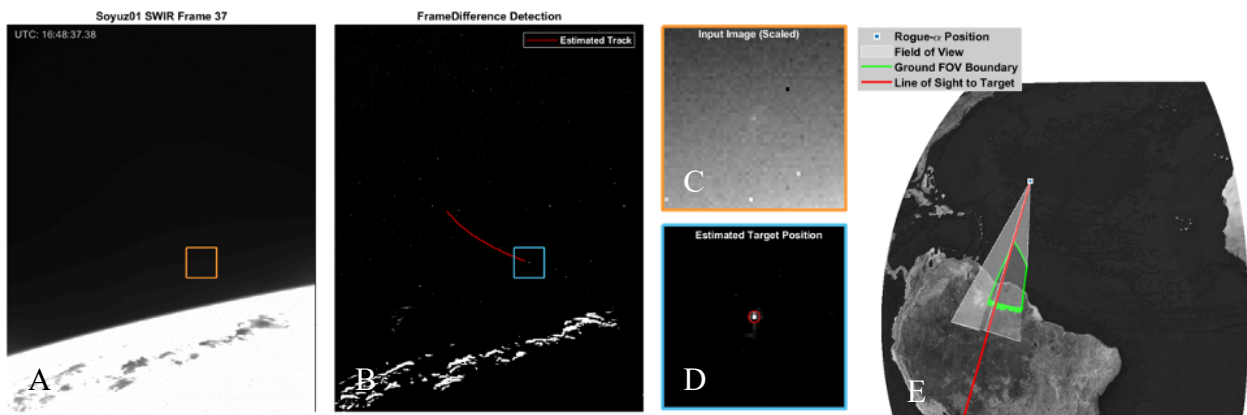 Soyuz01 SWIR Frame 37
UTC: 16:48:37.38
A
FrameDifference Detection
Estimated Track
B
Input Image (Scaled)
C
Estimated Target Position
D
Rogue-α Position
Field of View
Ground FOV Boundary
Line of Sight to Target
E